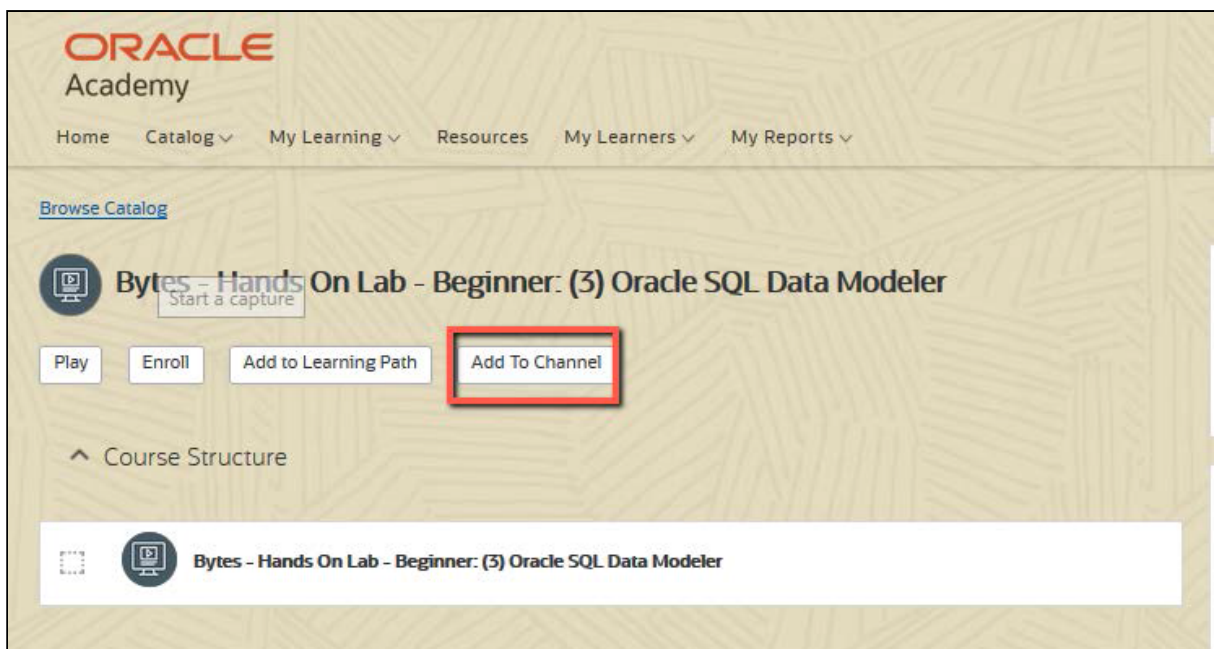 ORACLE
Academy
Home Catalog My Learning Resources My Learners My Reports
Browse Catalog
Bytes - Hands On Lab - Beginner: (3) Oracle SQL Data Modeler
Start a capture
Play Enroll Add to Learning Path Add To Channel
Course Structure
Bytes - Hands On Lab - Beginner: (3) Oracle SQL Data Modeler